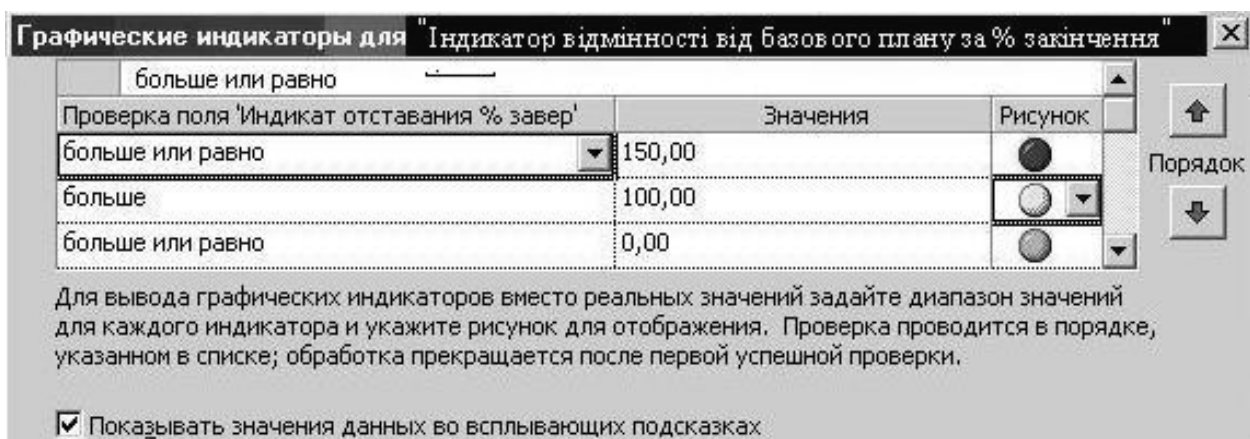 Графические индикаторы для "Індикатор відмінності від базового плану за % закінчення"
больше или равно
Проверка поля 'Индикат отставания % завер' Значения Рисунок
больше или равно 150,00
Порядок
больше 100,00
больше или равно 0,00
Для вывода графических индикаторов вместо реальных значений задайте диапазон значений
для каждого индикатора и укажите рисунок для отображения. Проверка проводится в порядке,
указанном в списке; обработка прекращается после первой успешной проверки.
Показывать значения данных во всплывающих подсказках